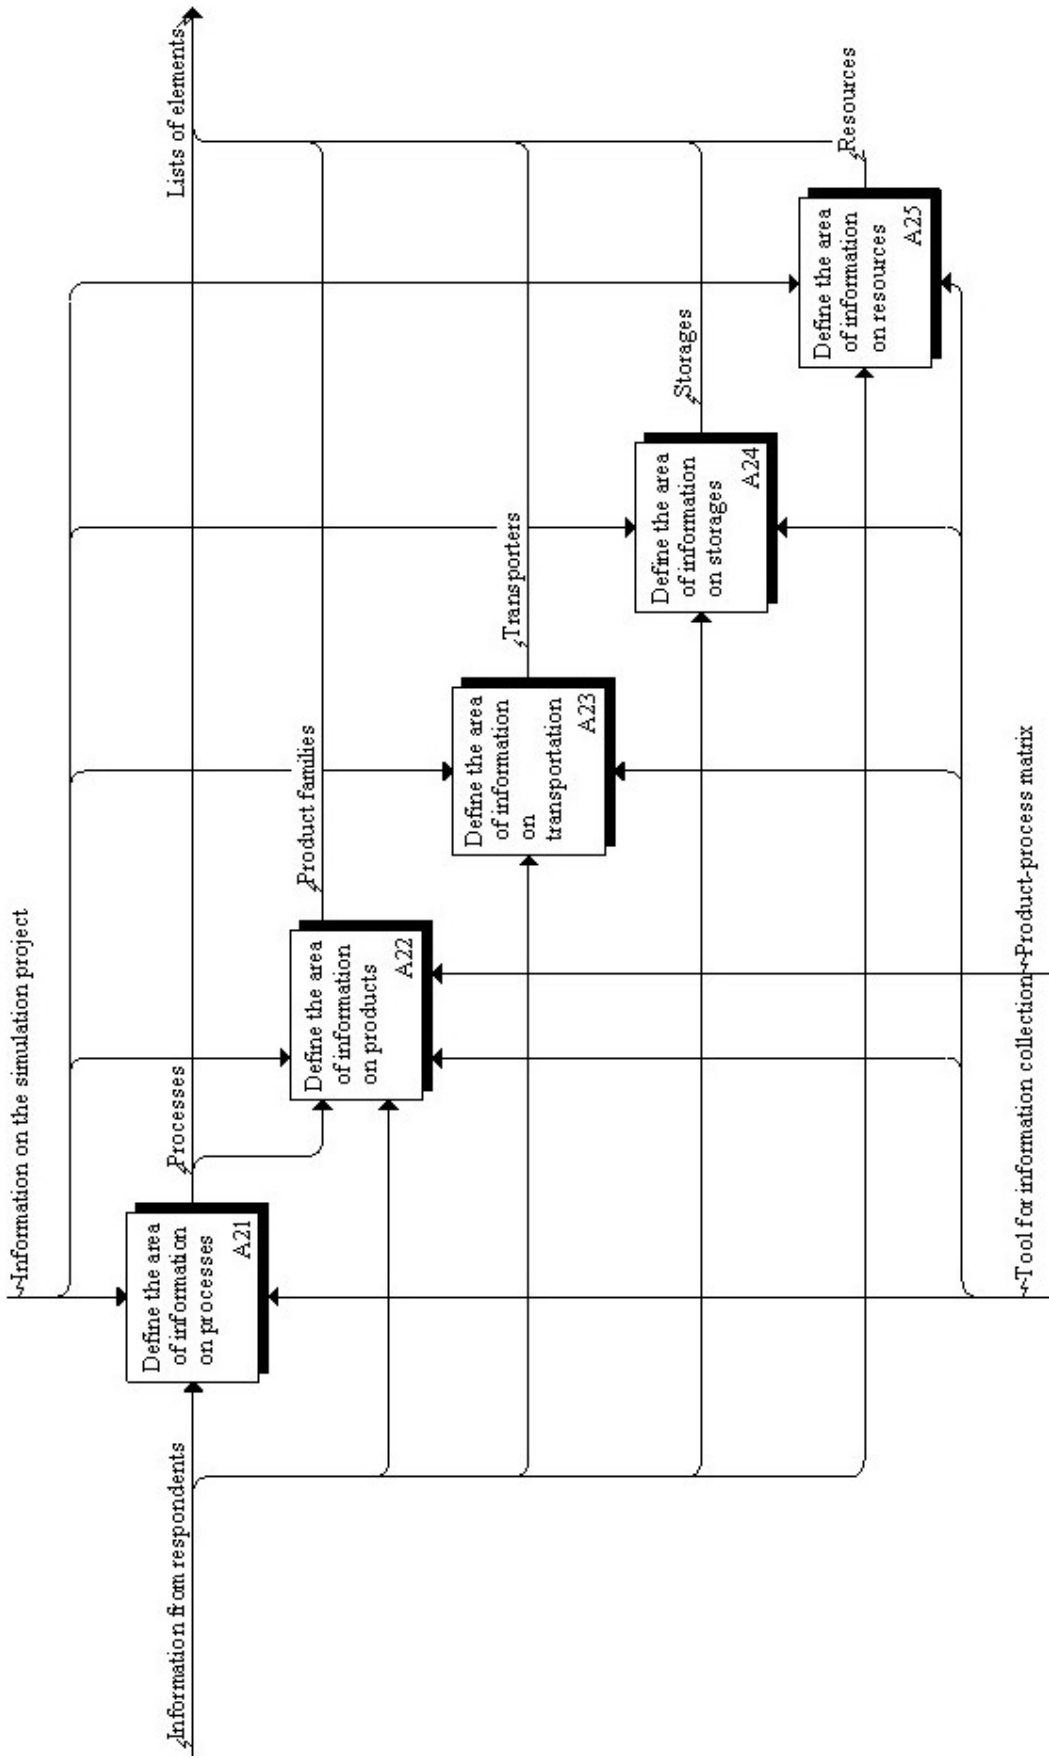 Information on the simulation project
Information from respondents
Define the area
of information
on processes
A21
Processes
Define the area
of information
on products
A22
Product families
Define the area
of information
on
transportation
A23
Transporters
Define the area
of information
on storages
A24
Storages
Define the area
of information
on resources
A25
Resources
Lists of elements
Tool for information collection
Product-process matrix